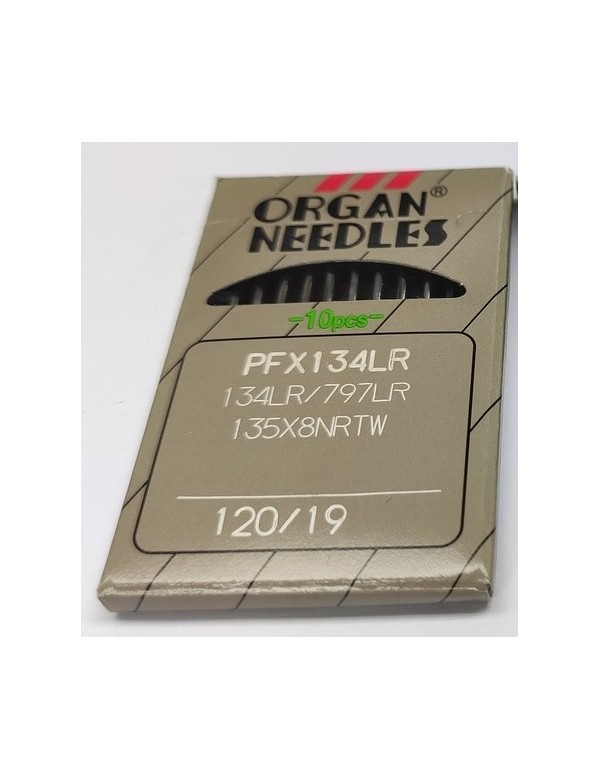 ORGAN®
NEEDLES
-10pcs-
PFX134LR
134LR/797LR
135X8NRTW
120/19